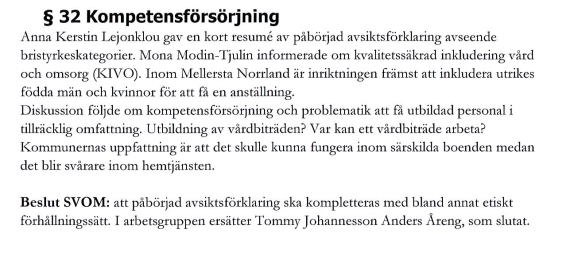 § 32 Kompetensförsörjning
Anna Kerstin Lejonklou gav en kort resumé av påbörjad avsiktsförklaring avseende
bristyrkeskategorier. Mona Modin-Tjulin informerade om kvalitetssäkrad inkludering vård
och omsorg (KIVO). Inom Mellersta Norrland är inriktningen främst att inkludera utrikes
födda män och kvinnor för att få en anställning.
Diskussion följde om kompetensförsörjning och problematik att få utbildad personal i
tillräcklig omfattning. Utbildning av vårdbiträden? Var kan ett vårdbiträde arbeta?
Kommunernas uppfattning är att det skulle kunna fungera inom särskilda boenden medan
det blir svårare inom hemtjänsten.
Beslut SVOM: att påbörjad avsiktsförklaring ska kompletteras med bland annat etiskt
förhållningssätt. I arbetsgruppen ersätter Tommy Johannesson Anders Åreng, som slutat.